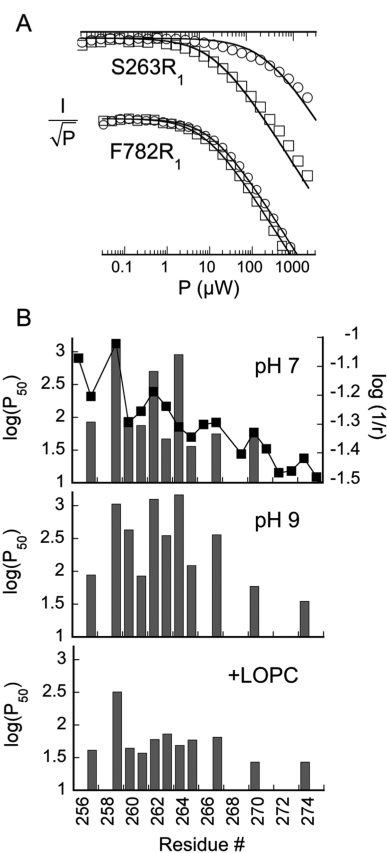 A
S263R1
I
√P
F782R1
0.1 1 10 100 1000
P (μW)
B
pH 7
log(P50)
3
2.5
2
1.5
1
-1
-1.1
-1.2
-1.3
-1.4
-1.5
log (1/r)
pH 9
log(P50)
3
2.5
2
1.5
1
+LOPC
log(P50)
3
2.5
2
1.5
1
256 258 260 262 264 266 268 270 272 274
Residue #